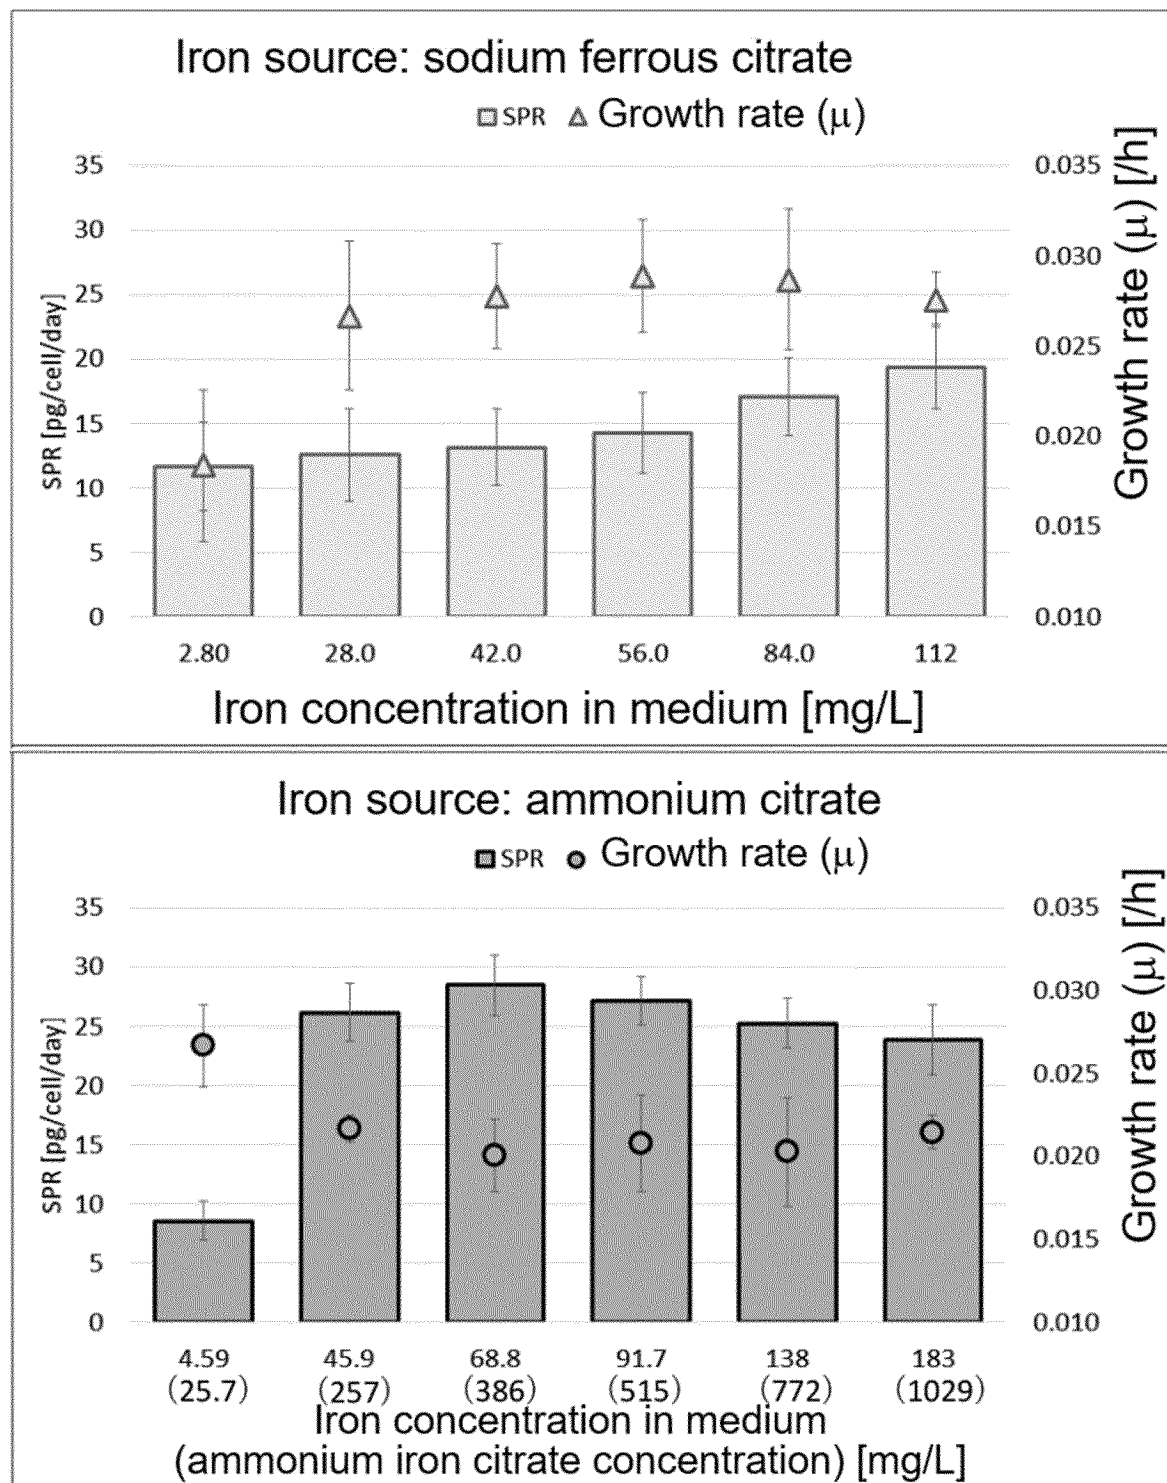 Iron source: sodium ferrous citrate
SPR Growth rate (μ)
35
30
25
20
15
10
5
0
SPR [pg/cell/day]
0.035
0.030
0.025
0.020
0.015
0.010
Growth rate (μ) [/h]
2.80 28.0 42.0 56.0 84.0 112
Iron concentration in medium [mg/L]
Iron source: ammonium citrate
SPR Growth rate (μ)
35
30
25
20
15
10
5
0
SPR [pg/cell/day]
0.035
0.030
0.025
0.020
0.015
0.010
Growth rate (μ) [/h]
4.59 45.9 68.8 91.7 138 183
(25.7) (257) (386) (515) (772) (1029)
Iron concentration in medium
(ammonium iron citrate concentration) [mg/L]